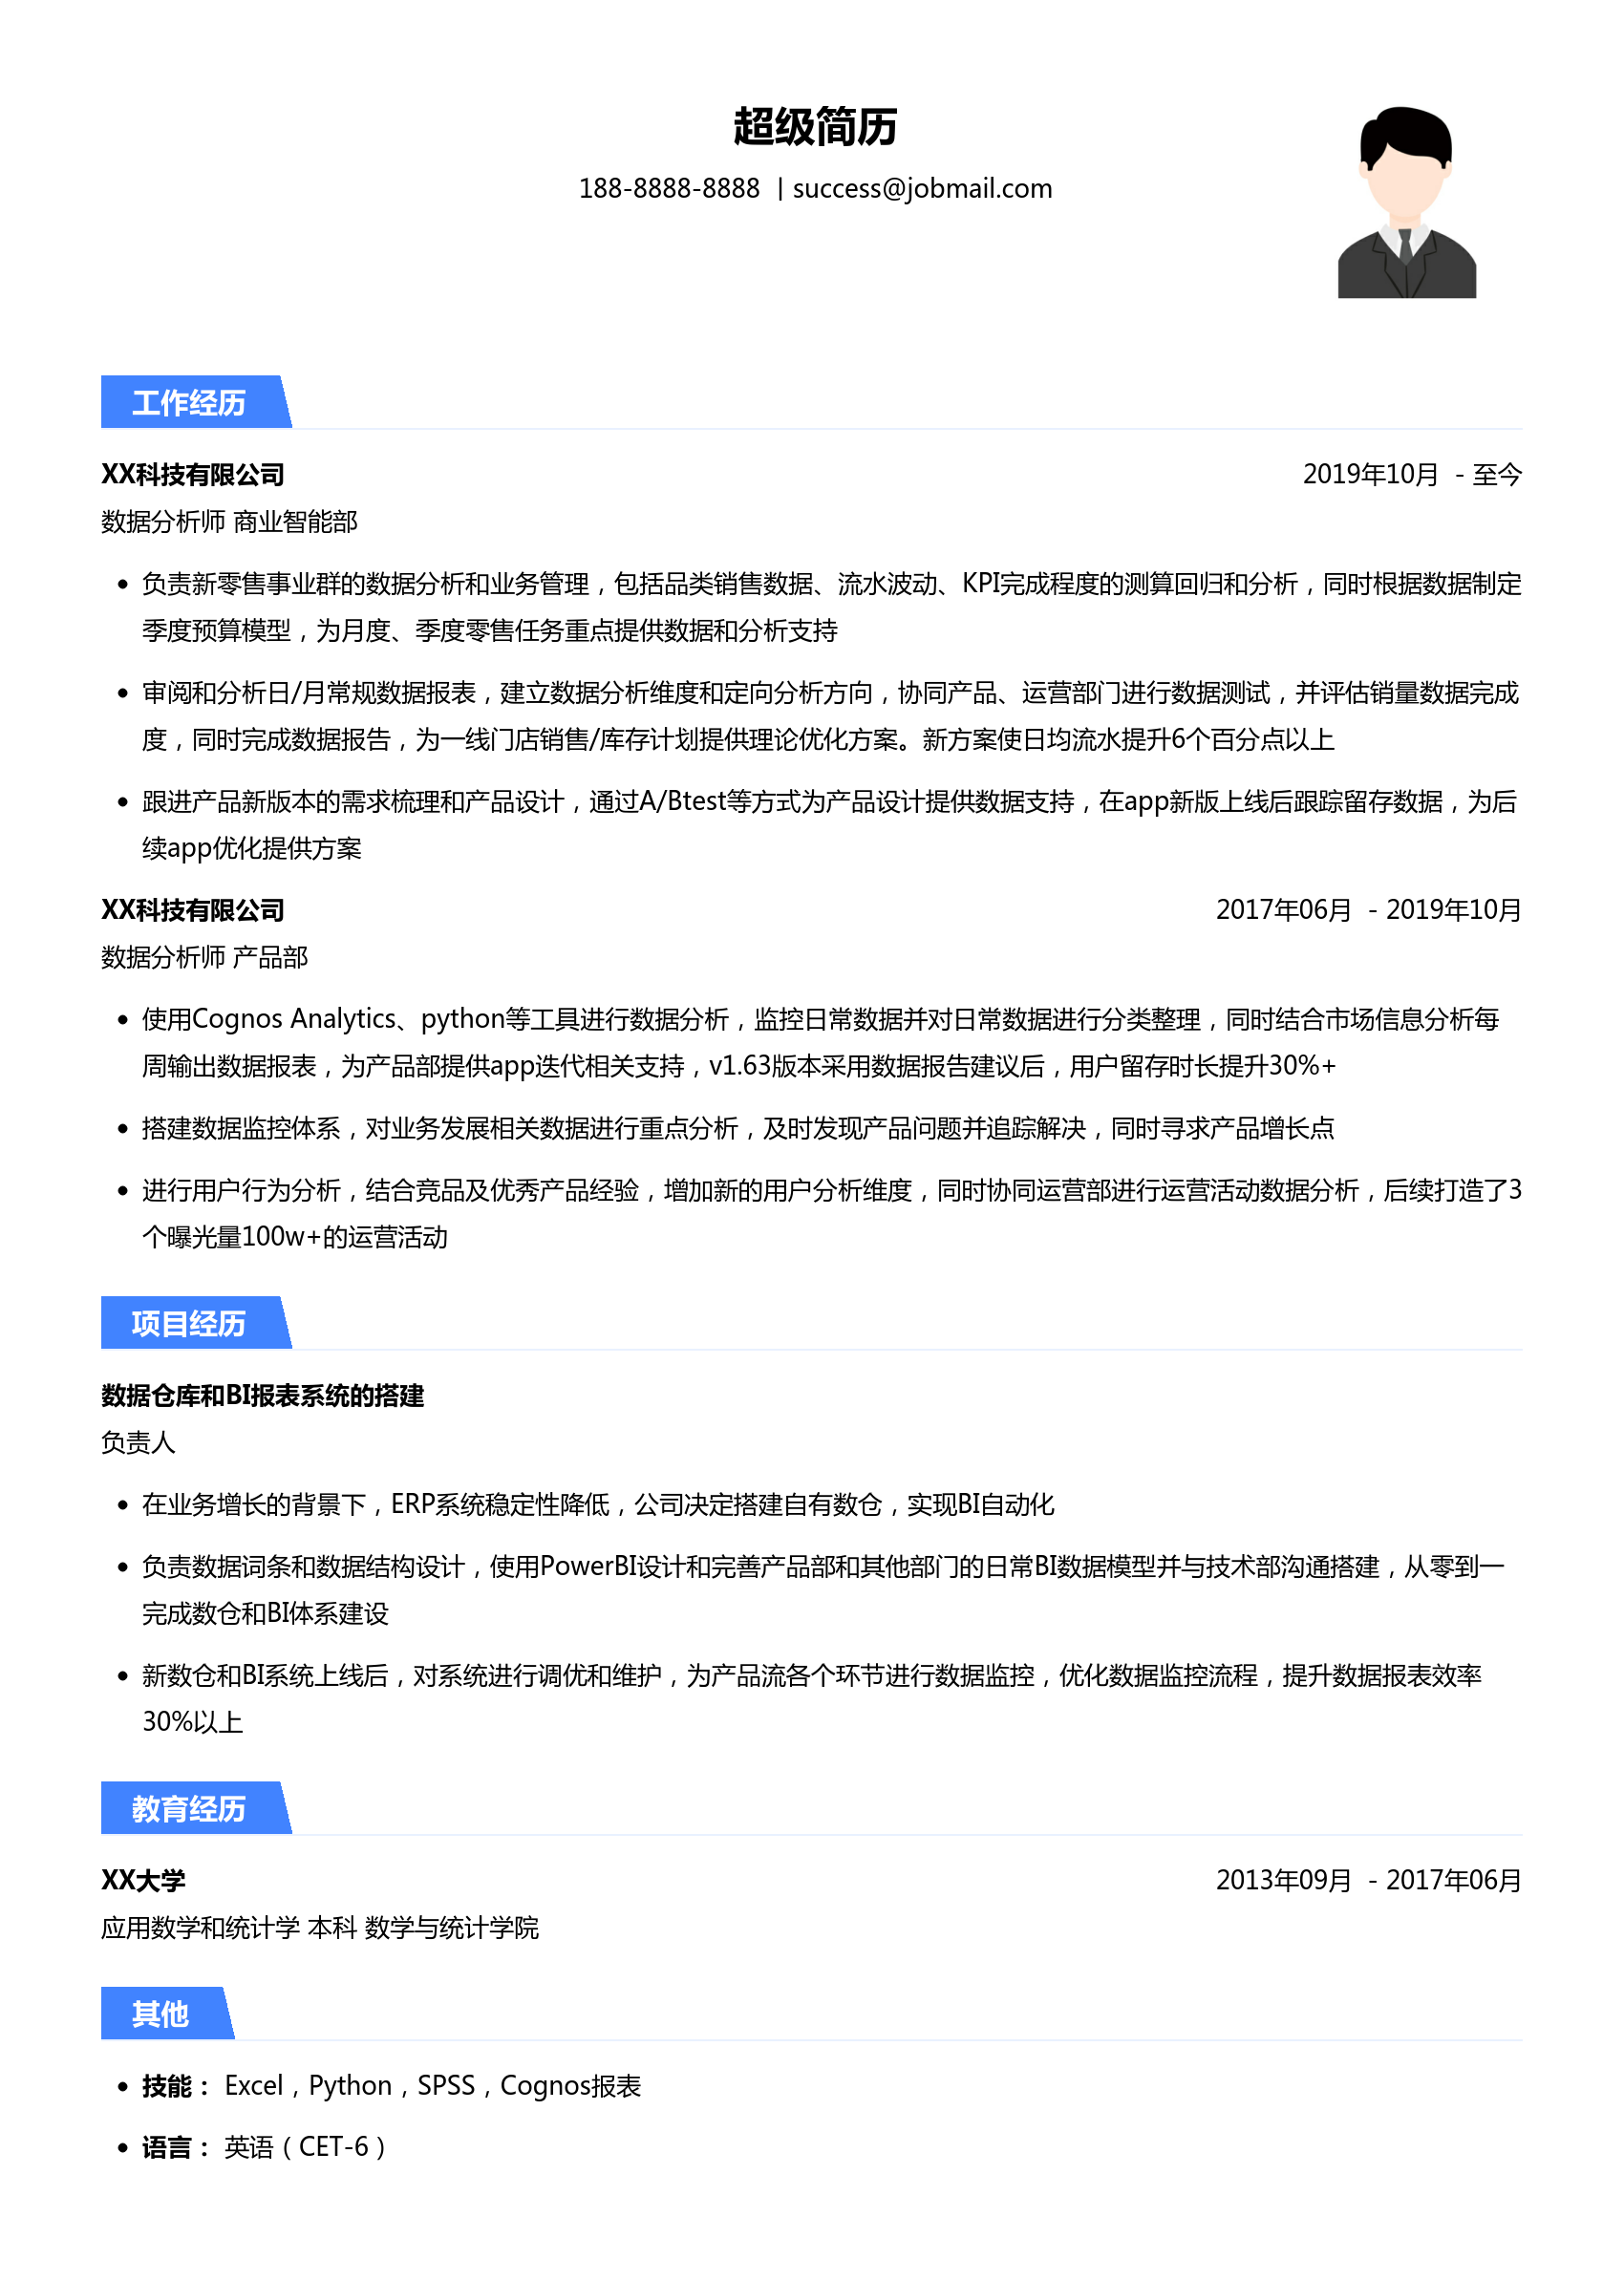 超级简历
188-8888-8888 | success@jobmail.com
工作经历
XX科技有限公司 2019年10月 - 至今
数据分析师 商业智能部
• 负责新零售事业群的数据分析和业务管理，包括品类销售数据、流水波动、KPI完成程度的测算回归和分析，同时根据数据制定
季度预算模型，为月度、季度零售任务重点提供数据和分析支持
• 审阅和分析日/月常规数据报表，建立数据分析维度和定向分析方向，协同产品、运营部门进行数据测试，并评估销量数据完成
度，同时完成数据报告，为一线门店销售/库存计划提供理论优化方案。新方案使日均流水提升6个百分点以上
• 跟进产品新版本的需求梳理和产品设计，通过A/Btest等方式为产品设计提供数据支持，在app新版上线后跟踪留存数据，为后
续app优化提供方案
XX科技有限公司 2017年06月 - 2019年10月
数据分析师 产品部
• 使用Cognos Analytics、python等工具进行数据分析，监控日常数据并对日常数据进行分类整理，同时结合市场信息分析每
周输出数据报表，为产品部提供app迭代相关支持，v1.63版本采用数据报告建议后，用户留存时长提升30%+
• 搭建数据监控体系，对业务发展相关数据进行重点分析，及时发现产品问题并追踪解决，同时寻求产品增长点
• 进行用户行为分析，结合竞品及优秀产品经验，增加新的用户分析维度，同时协同运营部进行运营活动数据分析，后续打造了3
个曝光量100w+的运营活动
项目经历
数据仓库和BI报表系统的搭建
负责人
• 在业务增长的背景下，ERP系统稳定性降低，公司决定搭建自有数仓，实现BI自动化
• 负责数据词条和数据结构设计，使用PowerBI设计和完善产品部和其他部门的日常BI数据模型并与技术部沟通搭建，从零到一
完成数仓和BI体系建设
• 新数仓和BI系统上线后，对系统进行调优和维护，为产品流各个环节进行数据监控，优化数据监控流程，提升数据报表效率
30%以上
教育经历
XX大学 2013年09月 - 2017年06月
应用数学和统计学 本科 数学与统计学院
其他
• 技能： Excel，Python，SPSS，Cognos报表
• 语言： 英语（CET-6）